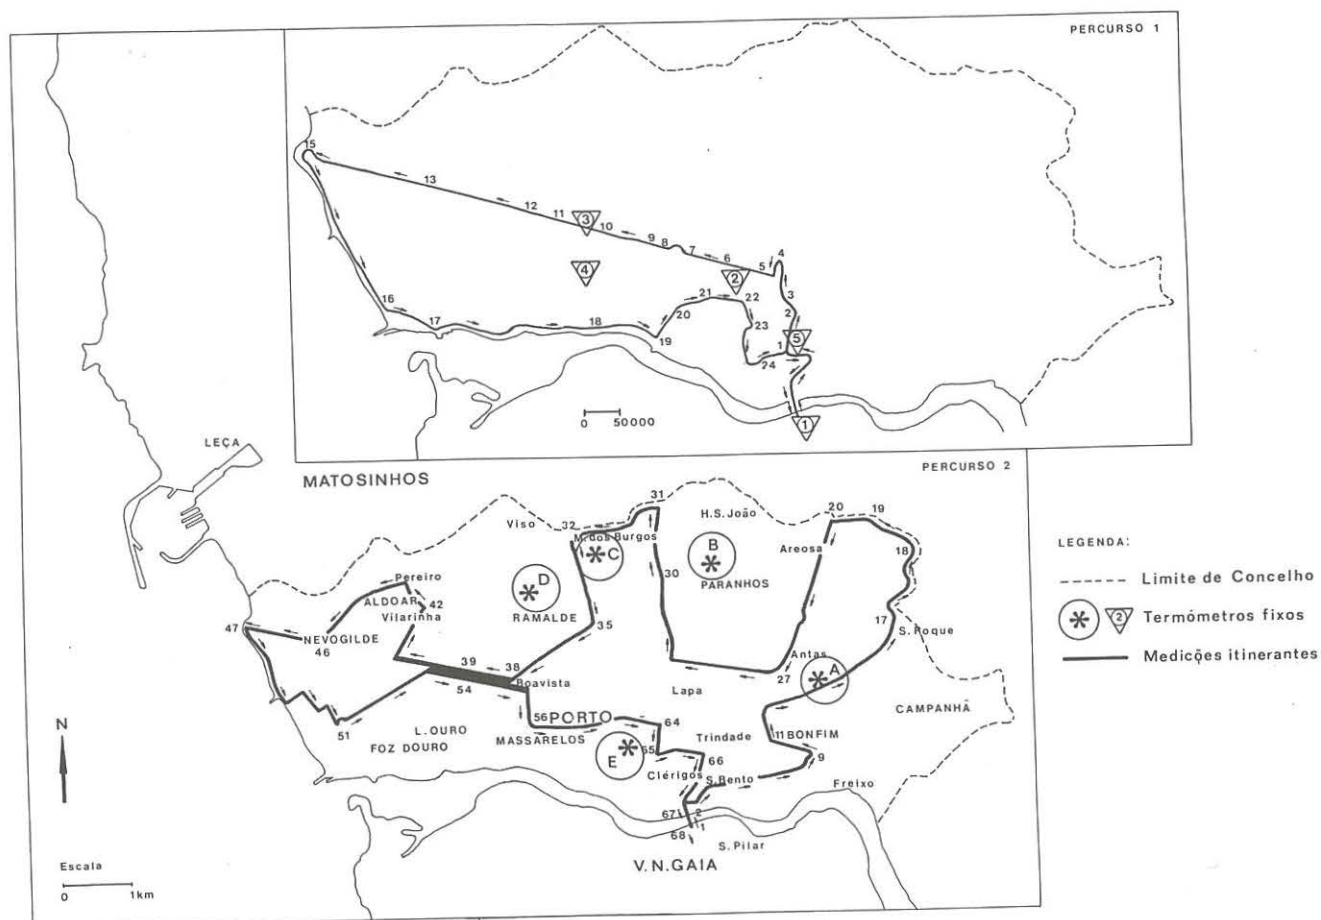 PERCURSO 1
15
13
12
11
3
10
9
8
7
6
5
4
4
2
3
21
22
2
16
20
23
17
18
19
1
5
24
0 50000
1
LEÇA
MATOSINHOS
PERCURSO 2
31
H.S.João
20
19
Viso
32
M.dos Burgos
C
B
Areosa
18
Pereiro
D
30
PARANHOS
ALDOAR
42
Vilarinha
RAMALDE
17
47
NEVOGILDE
35
S. Roque
46
39
38
Antas
A
27
Boavista
54
Lapa
CAMPANHÃ
56
PORTO
64
51
L.OURO
MASSARELOS
Trindade
11
BONFIM
FOZ DOURO
65
66
9
E
Clérigos
S.Bento
Freixo
67
2
1
68
S. Pilar
V.N.GAIA
N
Escala
0 1km
LEGENDA:
Limite de Concelho
2 Termómetros fixos
Medições itinerantes